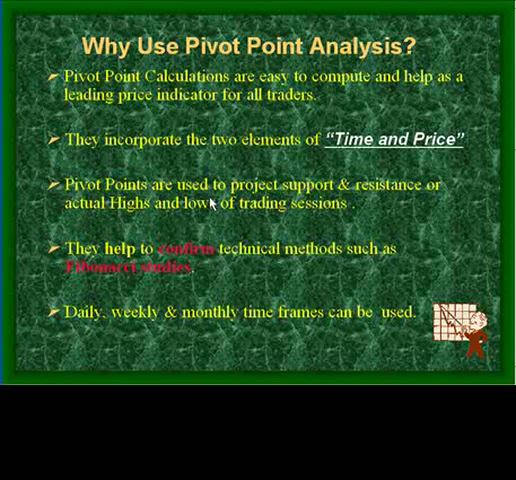 Why Use Pivot Point Analysis?
Pivot Point Calculations are easy to compute and help as a
leading price indicator for all traders.
They incorporate the two elements of “Time and Price”
Pivot Points are used to project support & resistance or
actual Highs and lows of trading sessions .
They help to confirm technical methods such as
Fibonacci studies.
Daily, weekly & monthly time frames can be used.